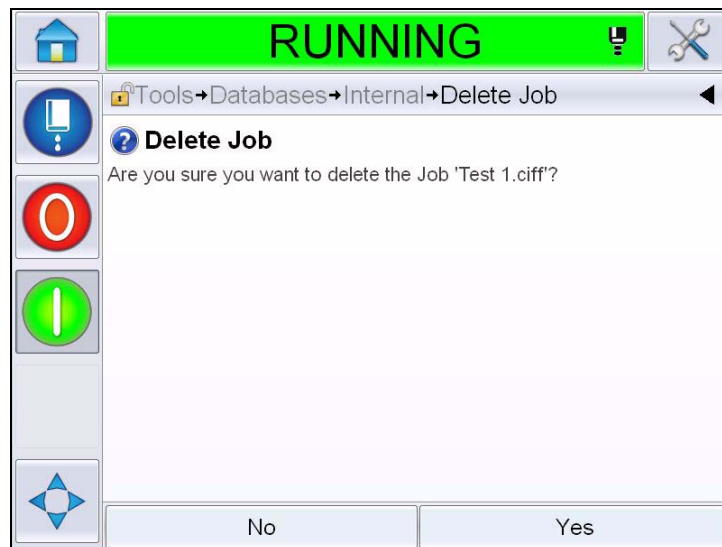 RUNNING
Tools→Databases→Internal→Delete Job
Delete Job
Are you sure you want to delete the Job 'Test 1.ciff'?
No
Yes